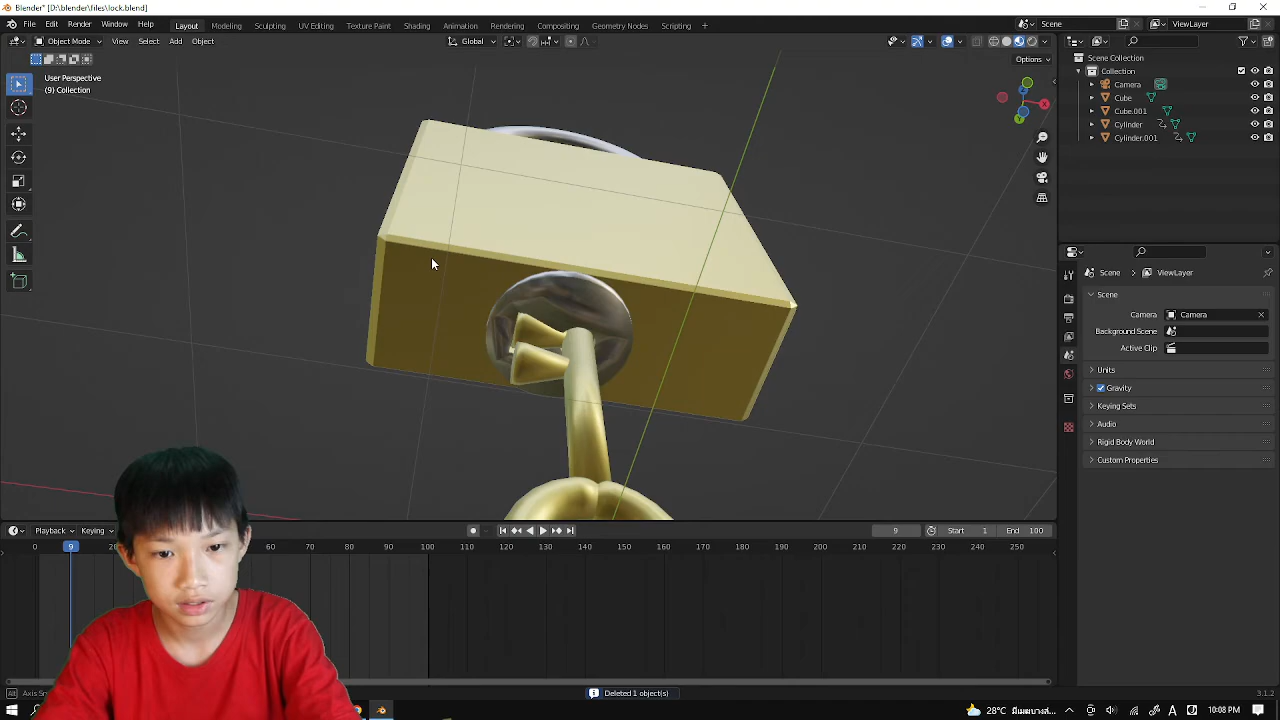 Blender* [D:\blender\files\lock.blend]
File Edit Render Window Help Layout Modeling Sculpting UV Editing Texture Paint Shading Animation Rendering Compositing Geometry Nodes Scripting + Scene ViewLayer
Object Mode View Select Add Object Global
Options
User Perspective
(9) Collection
X
Y
Z
Scene Collection
Collection
Camera
Cube
Cube.001
Cylinder
Cylinder.001
Scene ViewLayer
Scene
Camera Camera
Background Scene
Active Clip
Units
Gravity
Keying Sets
Audio
Rigid Body World
Custom Properties
Playback Keying 9 Start 1 End 100
0 9 60 70 80 90 100 110 120 130 140 150 160 170 180 190 200 210 220 230 240 250
Deleted 1 object(s)
3.1.2
28°C
10:08 PM